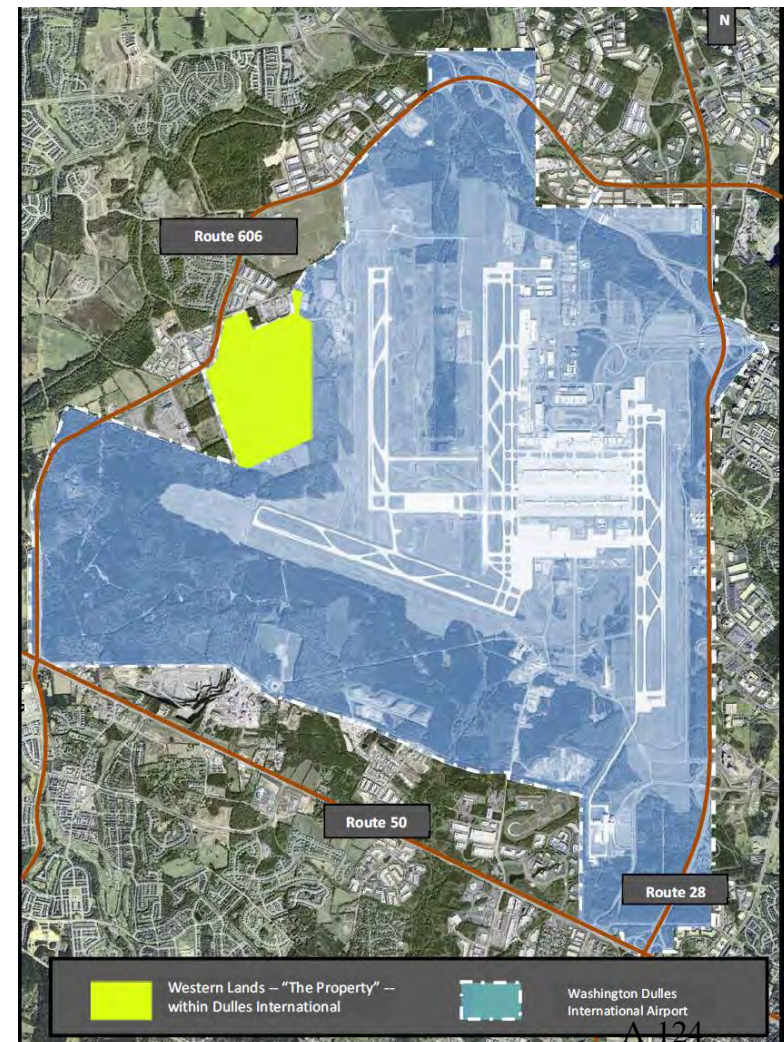 N
Route 606
Route 50
Route 28
Western Lands -- “The Property” --
within Dulles International
Washington Dulles
International Airport
A-124